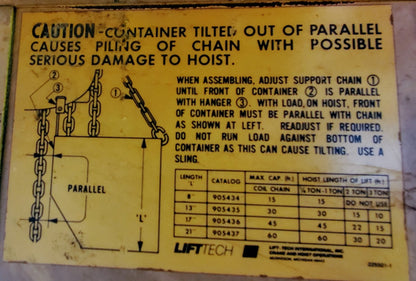 CAUTION - CONTAINER TILTED OUT OF PARALLEL
CAUSES PILING OF CHAIN WITH POSSIBLE
SERIOUS DAMAGE TO HOIST.
WHEN ASSEMBLING, ADJUST SUPPORT CHAIN ①
UNTIL FRONT OF CONTAINER ② IS PARALLEL
WITH HANGER ③. WITH LOAD, ON HOIST, FRONT
OF CONTAINER MUST BE PARALLEL WITH CHAIN
AS SHOWN AT LEFT. READJUST IF REQUIRED.
DO NOT RUN LOAD AGAINST BOTTOM OF
CONTAINER AS THIS CAN CAUSE TILTING. USE A
SLING.
②
③
①
PARALLEL
'L'
LENGTH 'L' CATALOG MAX. CAP. (ft.) HOIST LENGTH OF LIFT (ft.)
COIL CHAIN ¼ TON - 1 TON 2 TON 3 TON
8" 905434 15 15 DO NOT USE
13" 905435 30 30 15 10
17" 905436 45 45 22 15
21" 905437 60 60 30 20
LIFTTECH
LIFT-TECH INTERNATIONAL, INC.
CRANE AND HOIST OPERATIONS